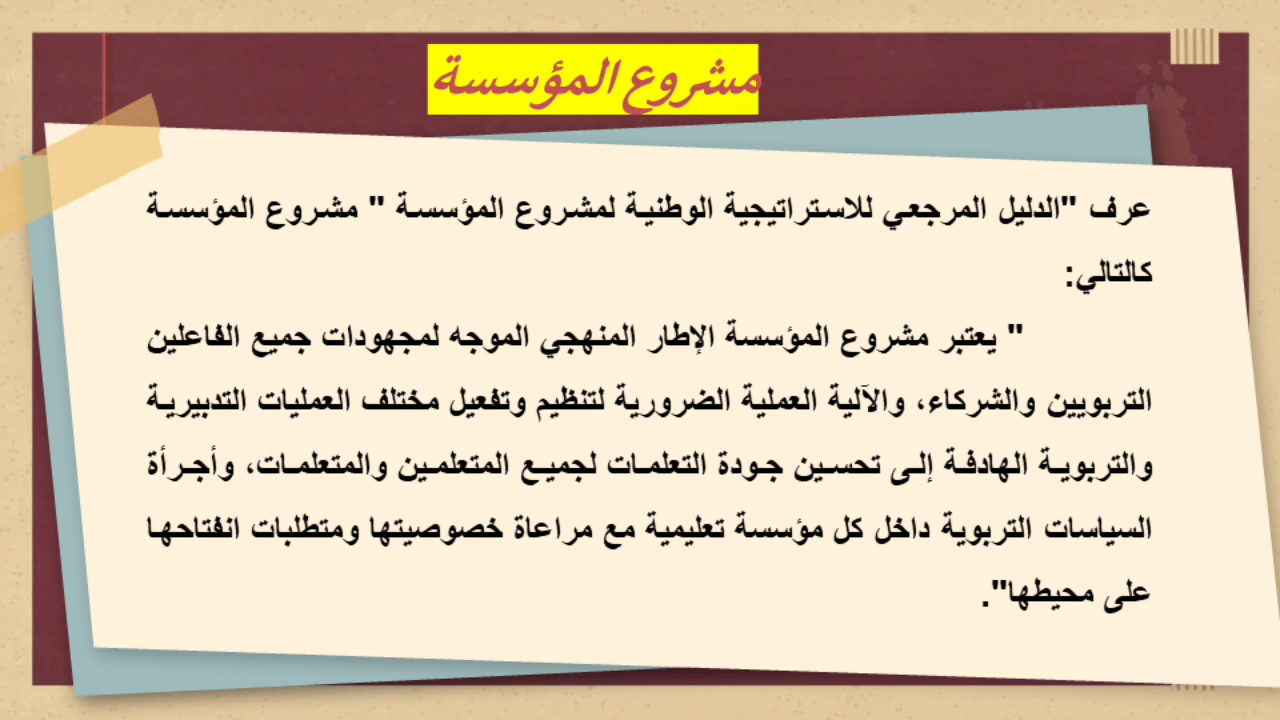 مشروع المؤسسة
عرف "الدليل المرجعي للاستراتيجية الوطنية لمشروع المؤسسة " مشروع المؤسسة
كالتالي:
" يعتبر مشروع المؤسسة الإطار المنهجي الموجه لمجهودات جميع الفاعلين
التربويين والشركاء، والآلية العملية الضرورية لتنظيم وتفعيل مختلف العمليات التدبيرية
والتربوية الهادفة إلى تحسين جودة التعلمات لجميع المتعلمين والمتعلمات، وأجرأة
السياسات التربوية داخل كل مؤسسة تعليمية مع مراعاة خصوصيتها ومتطلبات انفتاحها
على محيطها".